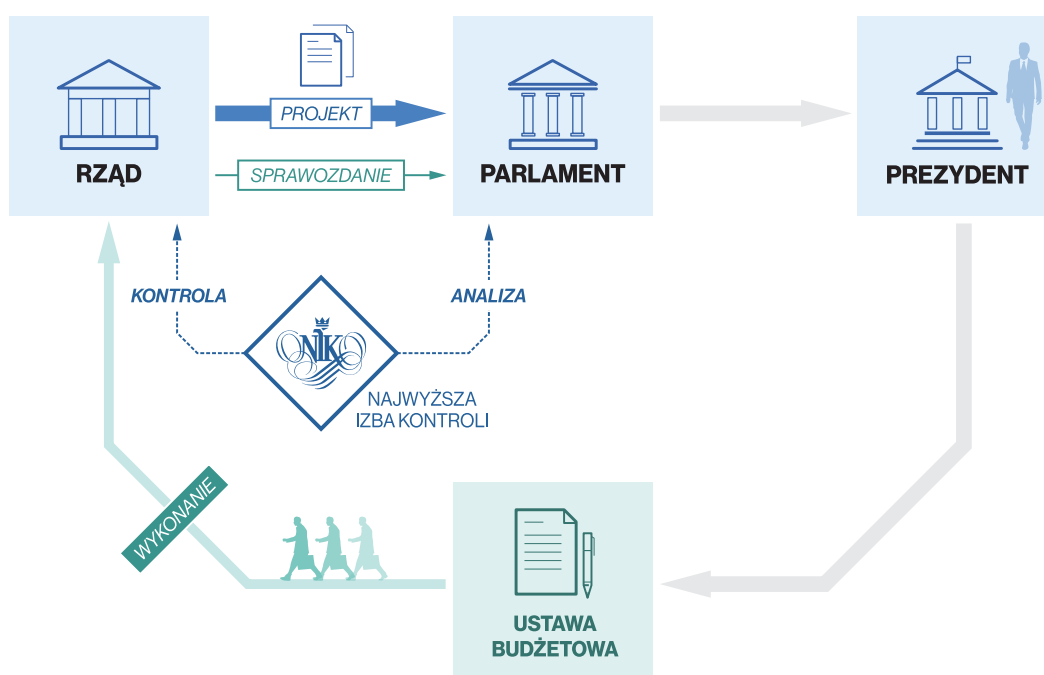 PROJEKT
RZĄD
SPRAWOZDANIE
PARLAMENT
PREZYDENT
KONTROLA
ANALIZA
NIK
NAJWYŻSZA
IZBA KONTROLI
WYKONANIE
USTAWA
BUDŻETOWA